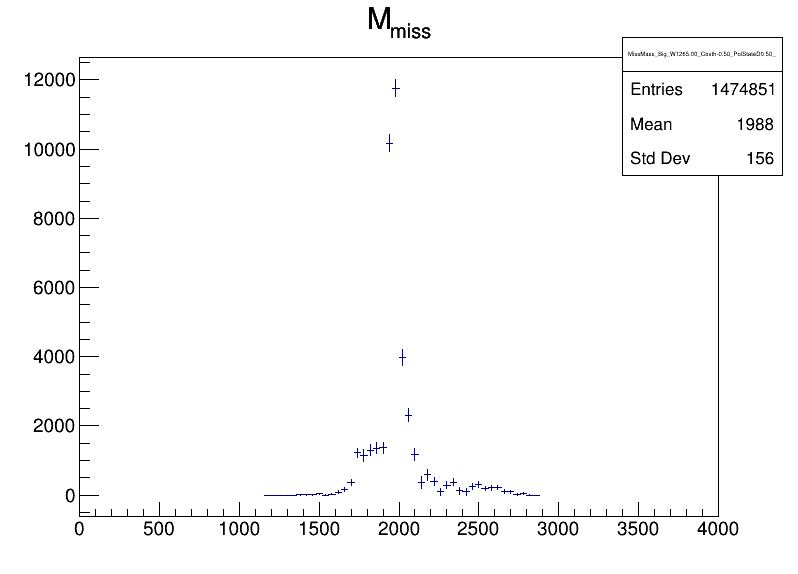 M_miss
MissMass_Sig_W1265.00_Costh-0.50_PolStateD0.50_
Entries 1474851
Mean 1988
Std Dev 156
12000
10000
8000
6000
4000
2000
0
0 500 1000 1500 2000 2500 3000 3500 4000